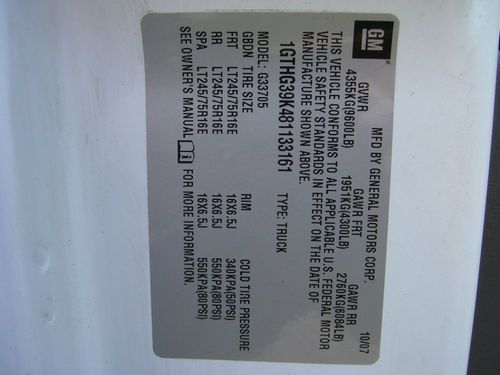 GM
MFD BY GENERAL MOTORS CORP. 10/07
GVWR GAWR FRT GAWR RR
4355KG(9600LB) 1951KG(4300LB) 2760KG(6084LB)
THIS VEHICLE CONFORMS TO ALL APPLICABLE U.S. FEDERAL MOTOR
VEHICLE SAFETY STANDARDS IN EFFECT ON THE DATE OF
MANUFACTURE SHOWN ABOVE.
1GTHG39K481133161 TYPE: TRUCK
MODEL: G33705
GBDN TIRE SIZE RIM COLD TIRE PRESSURE
FRT LT245/75R16E 16X6.5J 340KPA(50PSI)
RR LT245/75R16E 16X6.5J 550KPA(80PSI)
SPA LT245/75R16E 16X6.5J 550KPA(80PSI)
SEE OWNER'S MANUAL FOR MORE INFORMATION.